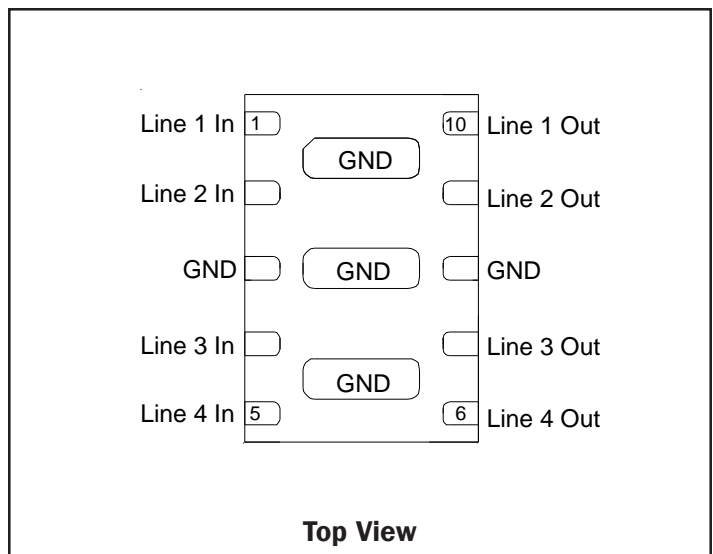 Line 1 In 1 10 Line 1 Out
GND
Line 2 In Line 2 Out
GND GND GND
Line 3 In Line 3 Out
GND
Line 4 In 5 6 Line 4 Out
Top View